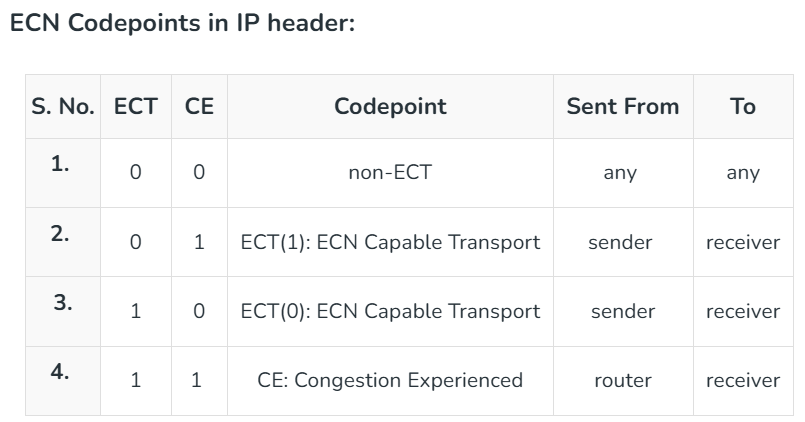 ECN Codepoints in IP header:
S. No. ECT CE Codepoint Sent From To
1. 0 0 non-ECT any any
2. 0 1 ECT(1): ECN Capable Transport sender receiver
3. 1 0 ECT(0): ECN Capable Transport sender receiver
4. 1 1 CE: Congestion Experienced router receiver